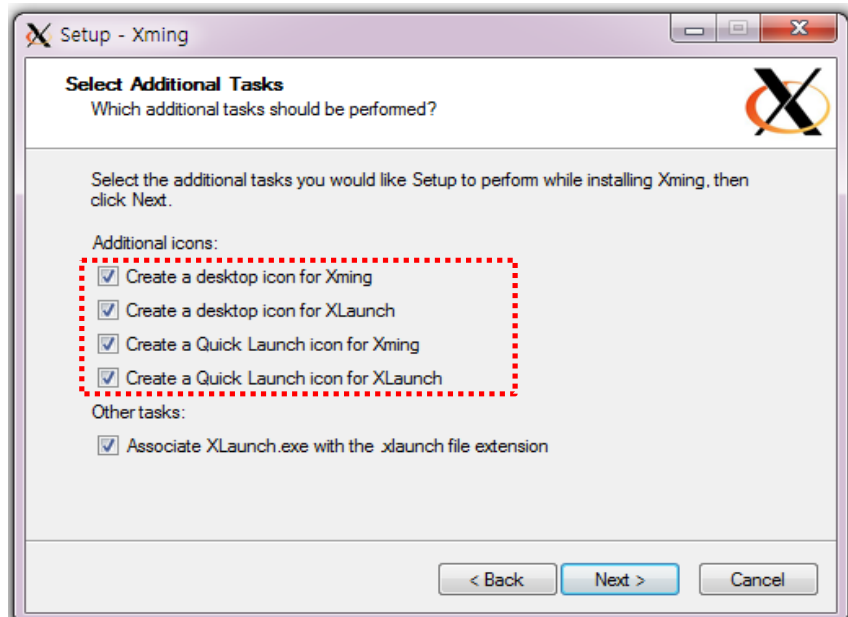 Setup - Xming
Select Additional Tasks
Which additional tasks should be performed?
Select the additional tasks you would like Setup to perform while installing Xming, then
click Next.
Additional icons:
Create a desktop icon for Xming
Create a desktop icon for XLaunch
Create a Quick Launch icon for Xming
Create a Quick Launch icon for XLaunch
Other tasks:
Associate XLaunch.exe with the .xlaunch file extension
< Back Next > Cancel